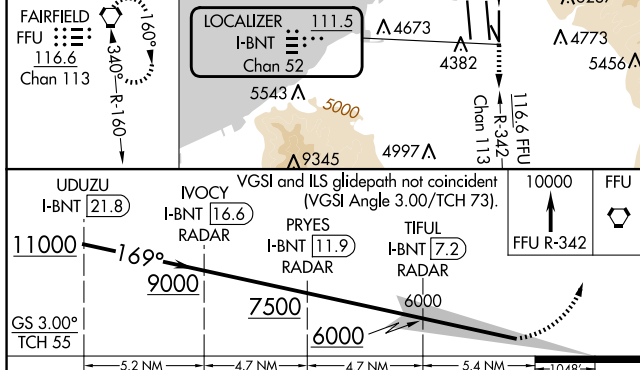 FAIRFIELD
FFU
116.6
Chan 113
160°
340°
R-160
LOCALIZER 111.5
I-BNT
Chan 52
4673
4382
4773
5456
5543
5000
9345
4997
R-342
116.6 FFU
Chan 113
VGSI and ILS glidepath not coincident
(VGSI Angle 3.00/TCH 73).
10000
FFU R-342
FFU
UDUZU
I-BNT 21.8
IVOCY
I-BNT 16.6
RADAR
PRYES
I-BNT 11.9
RADAR
TIFUL
I-BNT 7.2
RADAR
11000
169°
9000
7500
6000
6000
GS 3.00°
TCH 55
5.2 NM
4.7 NM
4.7 NM
5.4 NM
1048'